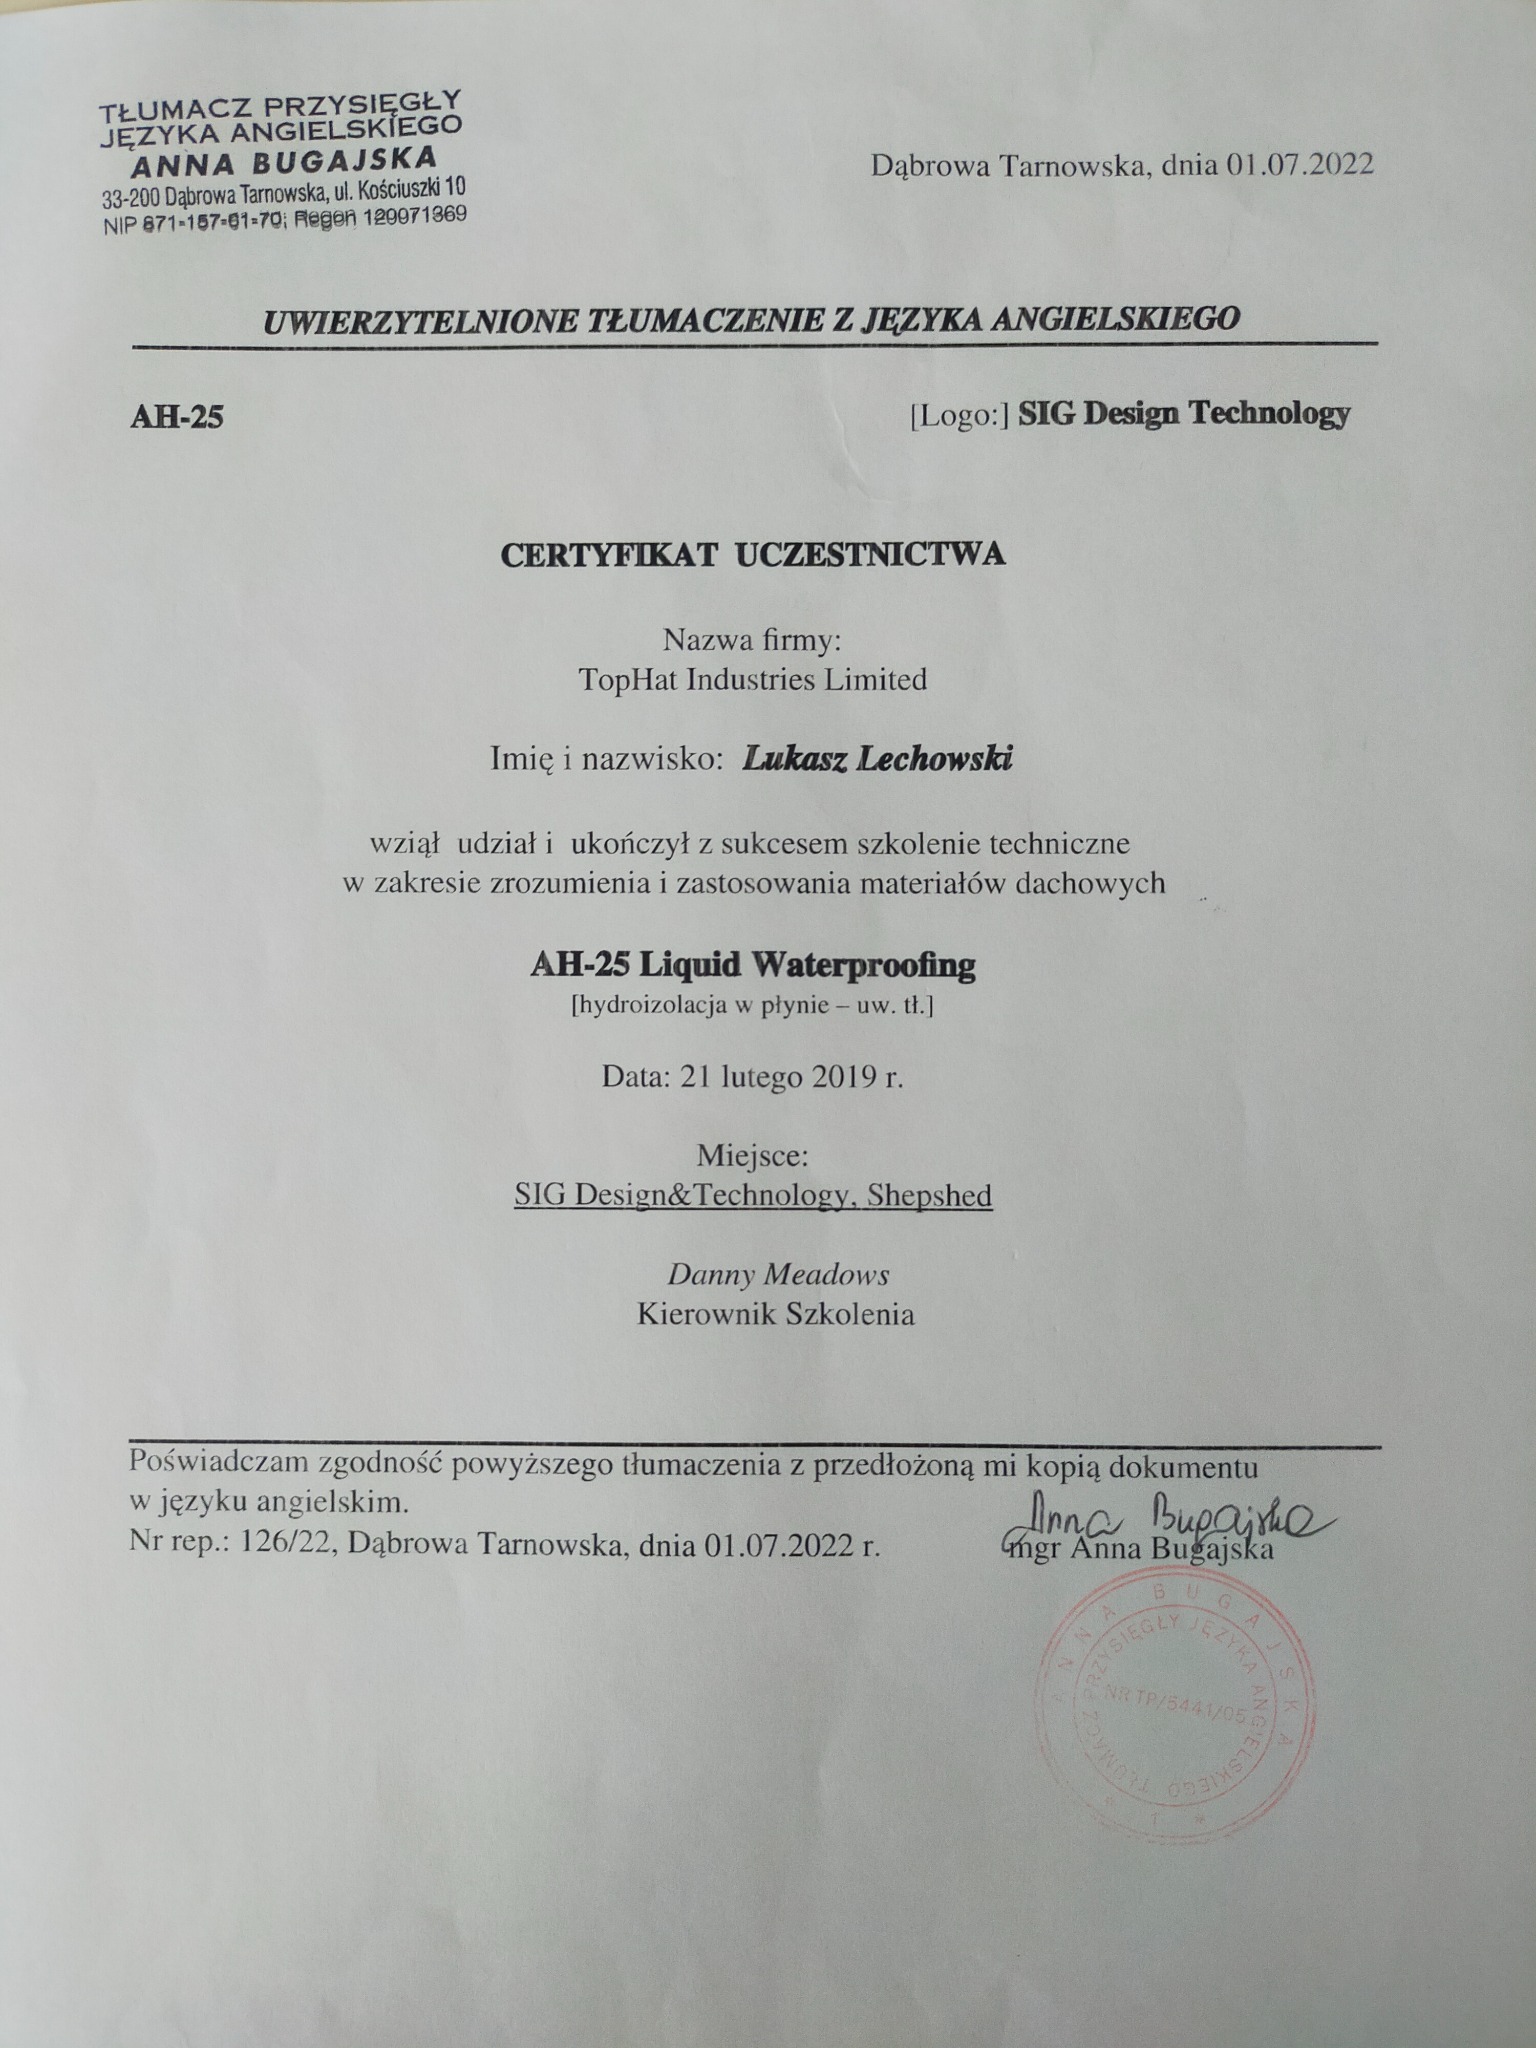 TŁUMACZ PRZYSIĘGŁY
JĘZYKA ANGIELSKIEGO
ANNA BUGAJSKA
33-200 Dąbrowa Tarnowska, ul. Kościuszki 10
NIP 871-157-61-70; Regon 120071369
Dąbrowa Tarnowska, dnia 01.07.2022
UWIERZYTELNIONE TŁUMACZENIE Z JĘZYKA ANGIELSKIEGO
AH-25
[Logo:] SIG Design Technology
CERTYFIKAT UCZESTNICTWA
Nazwa firmy:
TopHat Industries Limited
Imię i nazwisko: Lukasz Lechowski
wziął udział i ukończył z sukcesem szkolenie techniczne
w zakresie zrozumienia i zastosowania materiałów dachowych
AH-25 Liquid Waterproofing
[hydroizolacja w płynie – uw. tł.]
Data: 21 lutego 2019 r.
Miejsce:
SIG Design&Technology, Shepshed
Danny Meadows
Kierownik Szkolenia
Poświadczam zgodność powyższego tłumaczenia z przedłożoną mi kopią dokumentu
w języku angielskim.
Nr rep.: 126/22, Dąbrowa Tarnowska, dnia 01.07.2022 r.
Anna Bugajska
mgr Anna Bugajska
ANNA BUGAJSKA
TŁUMACZ PRZYSIĘGŁY JĘZYKA ANGIELSKIEGO
NR TP/5441/05
* 1 *